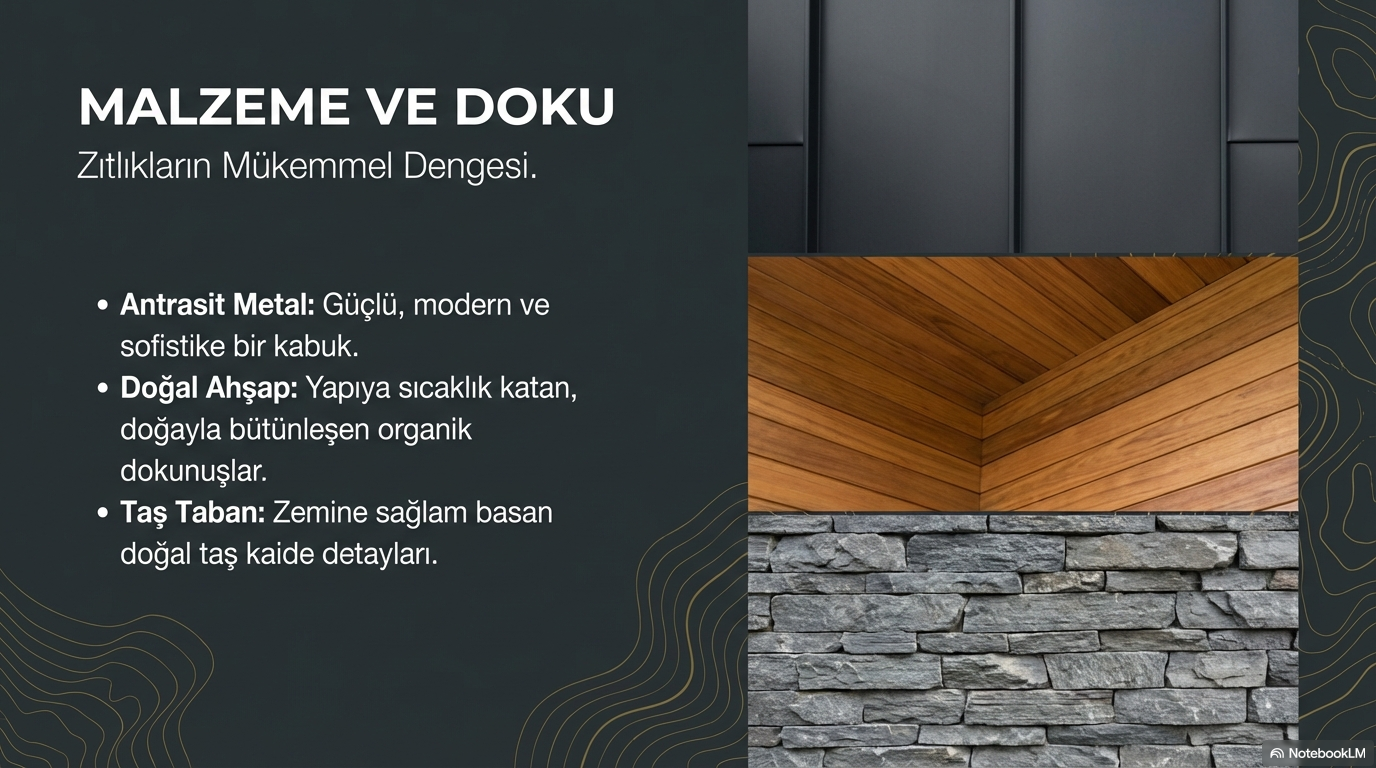 MALZEME VE DOKU
Zıtlıkların Mükemmel Dengesi.
• Antrasit Metal: Güçlü, modern ve
sofistike bir kabuk.
• Doğal Ahşap: Yapıya sıcaklık katan,
doğayla bütünleşen organik
dokunuşlar.
• Taş Taban: Zemine sağlam basan
doğal taş kaide detayları.
NotebookLM